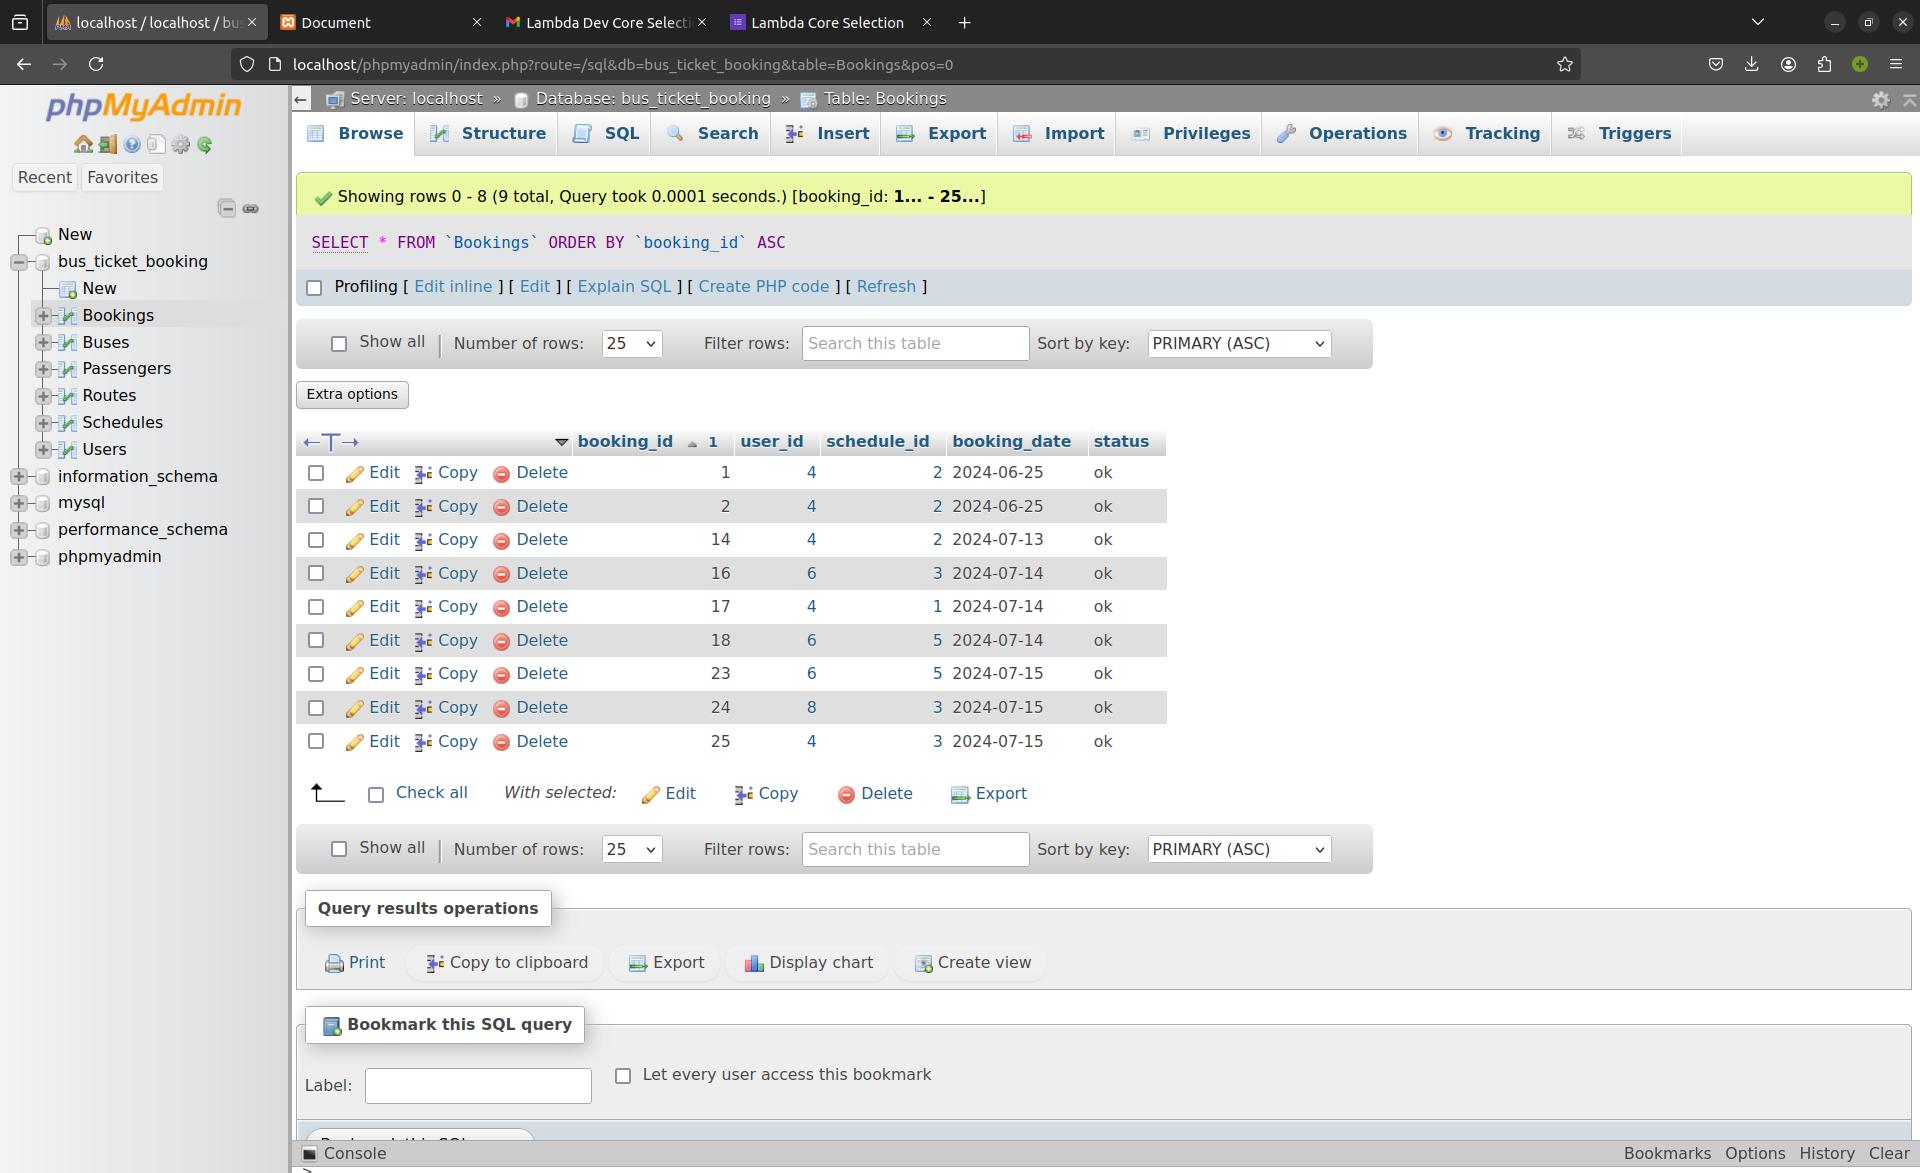 localhost / localhost / bus
Document
Lambda Dev Core Selecti
Lambda Core Selection
localhost/phpmyadmin/index.php?route=/sql&db=bus_ticket_booking&table=Bookings&pos=0
phpMyAdmin
Recent Favorites
New
bus_ticket_booking
New
Bookings
Buses
Passengers
Routes
Schedules
Users
information_schema
mysql
performance_schema
phpmyadmin
Server: localhost » Database: bus_ticket_booking » Table: Bookings
Browse Structure SQL Search Insert Export Import Privileges Operations Tracking Triggers
Showing rows 0 - 8 (9 total, Query took 0.0001 seconds.) [booking_id: 1... - 25...]
SELECT * FROM `Bookings` ORDER BY `booking_id` ASC
Profiling [ Edit inline ] [ Edit ] [ Explain SQL ] [ Create PHP code ] [ Refresh ]
Show all | Number of rows: 25 Filter rows: Search this table Sort by key: PRIMARY (ASC)
Extra options
←T→ booking_id 1 user_id schedule_id booking_date status
Edit Copy Delete 1 4 2 2024-06-25 ok
Edit Copy Delete 2 4 2 2024-06-25 ok
Edit Copy Delete 14 4 2 2024-07-13 ok
Edit Copy Delete 16 6 3 2024-07-14 ok
Edit Copy Delete 17 4 1 2024-07-14 ok
Edit Copy Delete 18 6 5 2024-07-14 ok
Edit Copy Delete 23 6 5 2024-07-15 ok
Edit Copy Delete 24 8 3 2024-07-15 ok
Edit Copy Delete 25 4 3 2024-07-15 ok
Check all With selected: Edit Copy Delete Export
Show all | Number of rows: 25 Filter rows: Search this table Sort by key: PRIMARY (ASC)
Query results operations
Print Copy to clipboard Export Display chart Create view
Bookmark this SQL query
Label: Let every user access this bookmark
Console Bookmarks Options History Clear
>